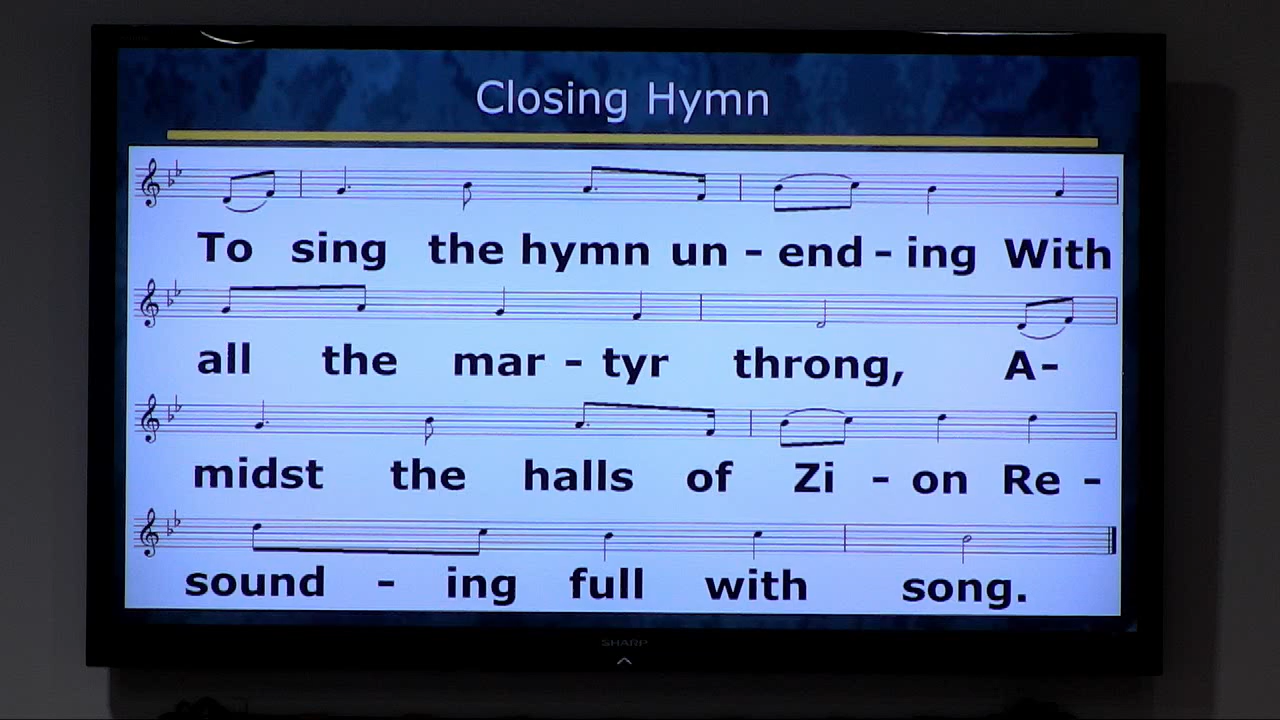 Closing Hymn
To sing the hymn un - end - ing With
all the mar - tyr throng, A-
midst the halls of Zi - on Re -
sound - ing full with song.
SHARP